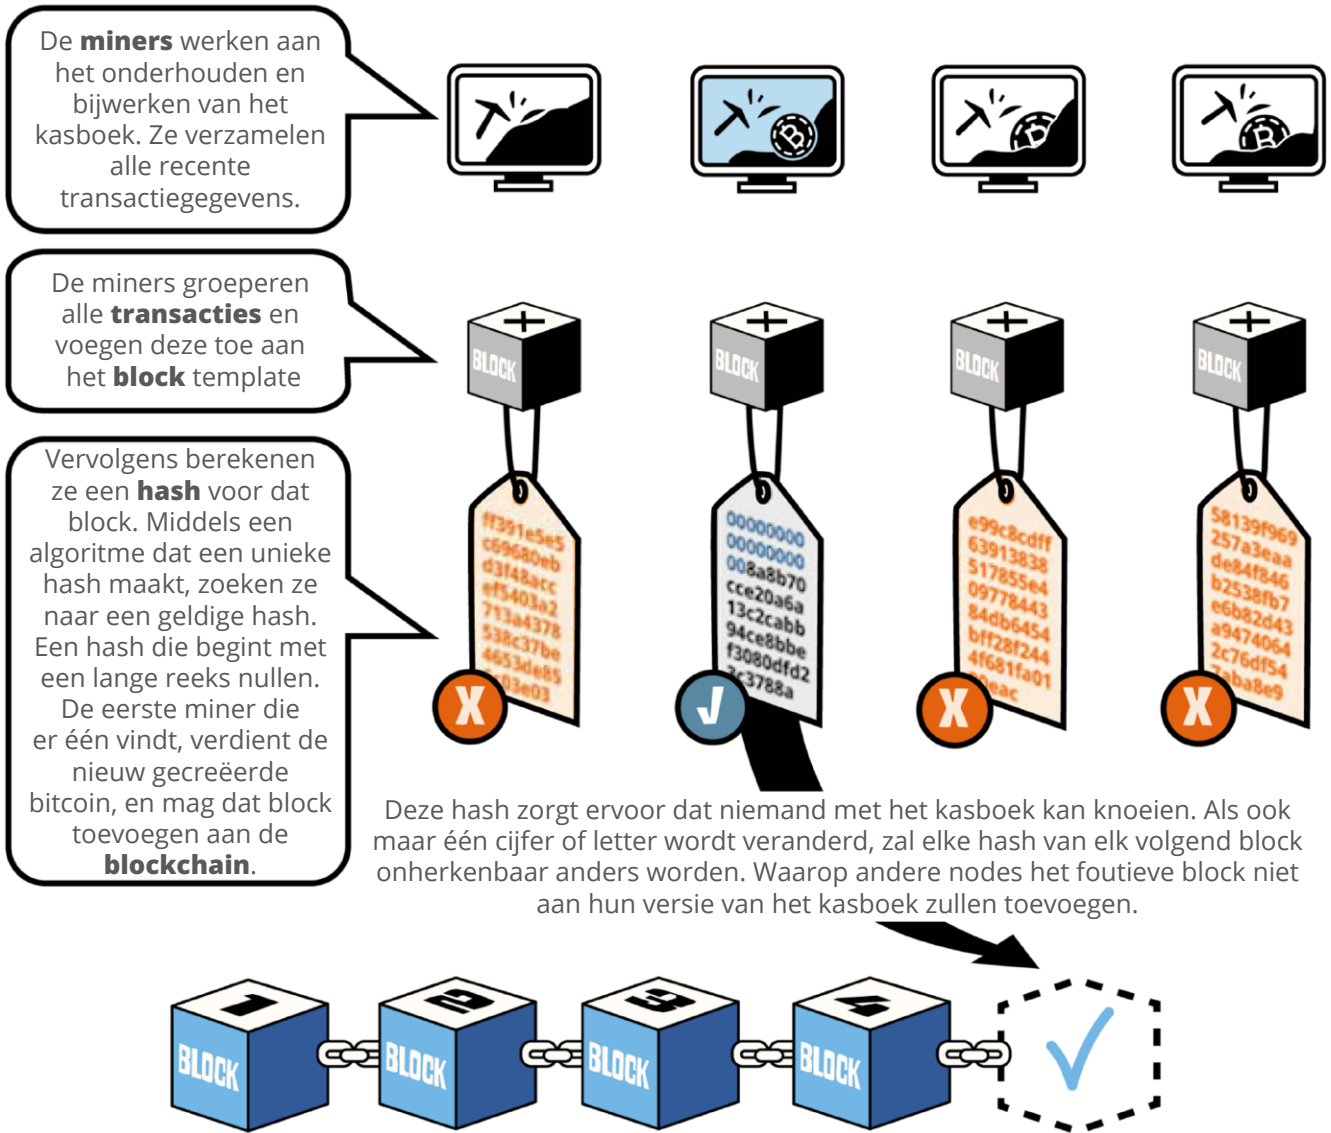 De miners werken aan
het onderhouden en
bijwerken van het
kasboek. Ze verzamelen
alle recente
transactiegegevens.
De miners groeperen
alle transacties en
voegen deze toe aan
het block template
BLOCK
BLOCK
BLOCK
BLOCK
Vervolgens berekenen
ze een hash voor dat
block. Middels een
algoritme dat een unieke
hash maakt, zoeken ze
naar een geldige hash.
Een hash die begint met
een lange reeks nullen.
De eerste miner die
er één vindt, verdient de
nieuw gecreëerde
bitcoin, en mag dat block
toevoegen aan de
blockchain.
ff391e5e5
c69680eb
d3f48acc
ef5403a2
713a4378
538c37be
4653de85
X
00000000
00000000
008a8b70
cce20a6a
13c2cabb
94ce8bbe
f3080dfd2
e99c8cdff
63913838
517855e4
09778443
84db6454
bff28f244
4f681fa01
X
58139f969
257a3eaa
de84f846
b2538fb7
e6b82d43
a9474064
2c76df54
X
Deze hash zorgt ervoor dat niemand met het kasboek kan knoeien. Als ook
maar één cijfer of letter wordt veranderd, zal elke hash van elk volgend block
onherkenbaar anders worden. Waarop andere nodes het foutieve block niet
aan hun versie van het kasboek zullen toevoegen.
1
BLOCK
2
BLOCK
3
BLOCK
4
BLOCK